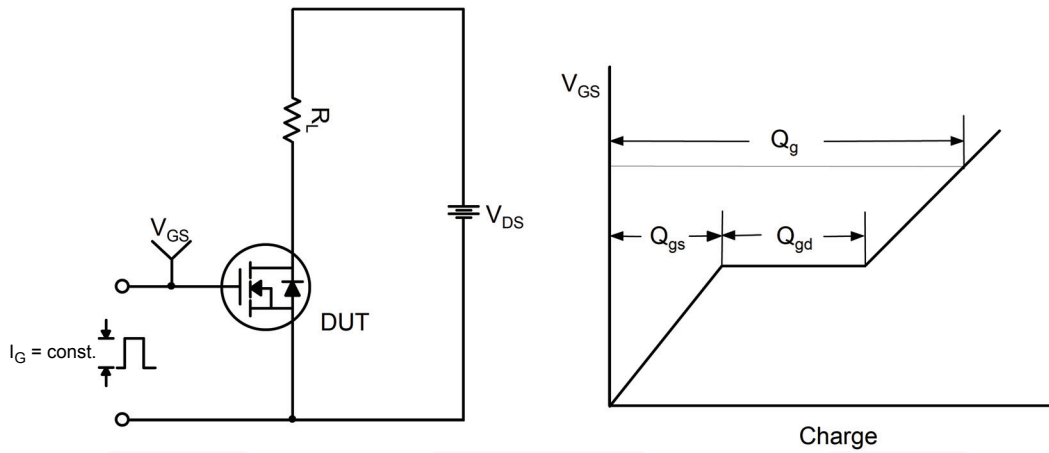 R_L
V_GS
V_DS
DUT
I_G = const.
V_GS
Q_g
Q_gs
Q_gd
Charge